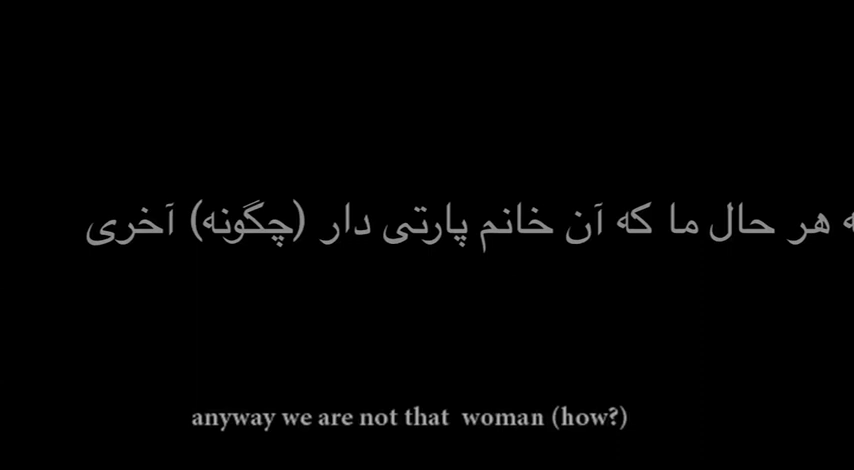 هر حال ما که آن خانم پارتی دار (چگونه) آخری
anyway we are not that woman (how?)